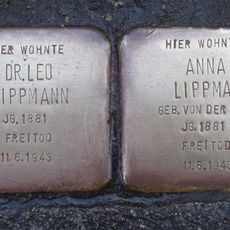 HIER WOHNTE
DR. LEO
LIPPMANN
JG. 1881
FREITOD
11.6.1943
HIER WOHNTE
ANNA
LIPPMANN
GEB. VON DER
JG. 1881
FREITOD
11.6.1943